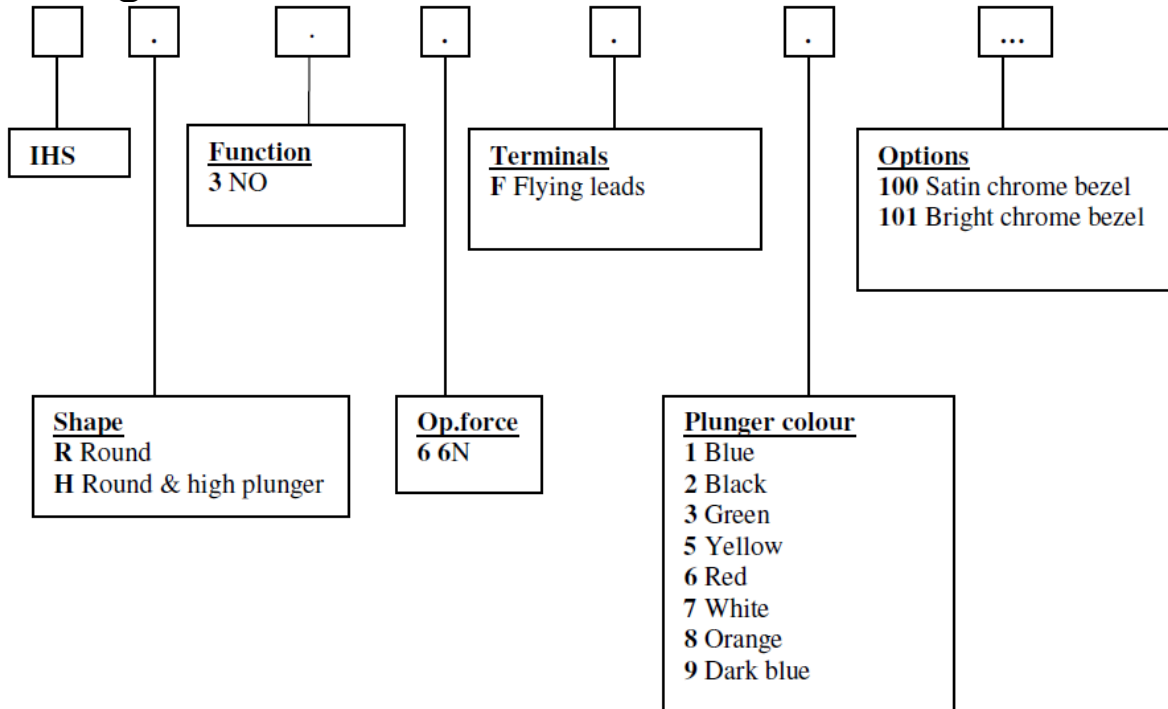 .
.
.
.
.
...
IHS
Function
3 NO
Terminals
F Flying leads
Options
100 Satin chrome bezel
101 Bright chrome bezel
Shape
R Round
H Round & high plunger
Op.force
6 6N
Plunger colour
1 Blue
2 Black
3 Green
5 Yellow
6 Red
7 White
8 Orange
9 Dark blue